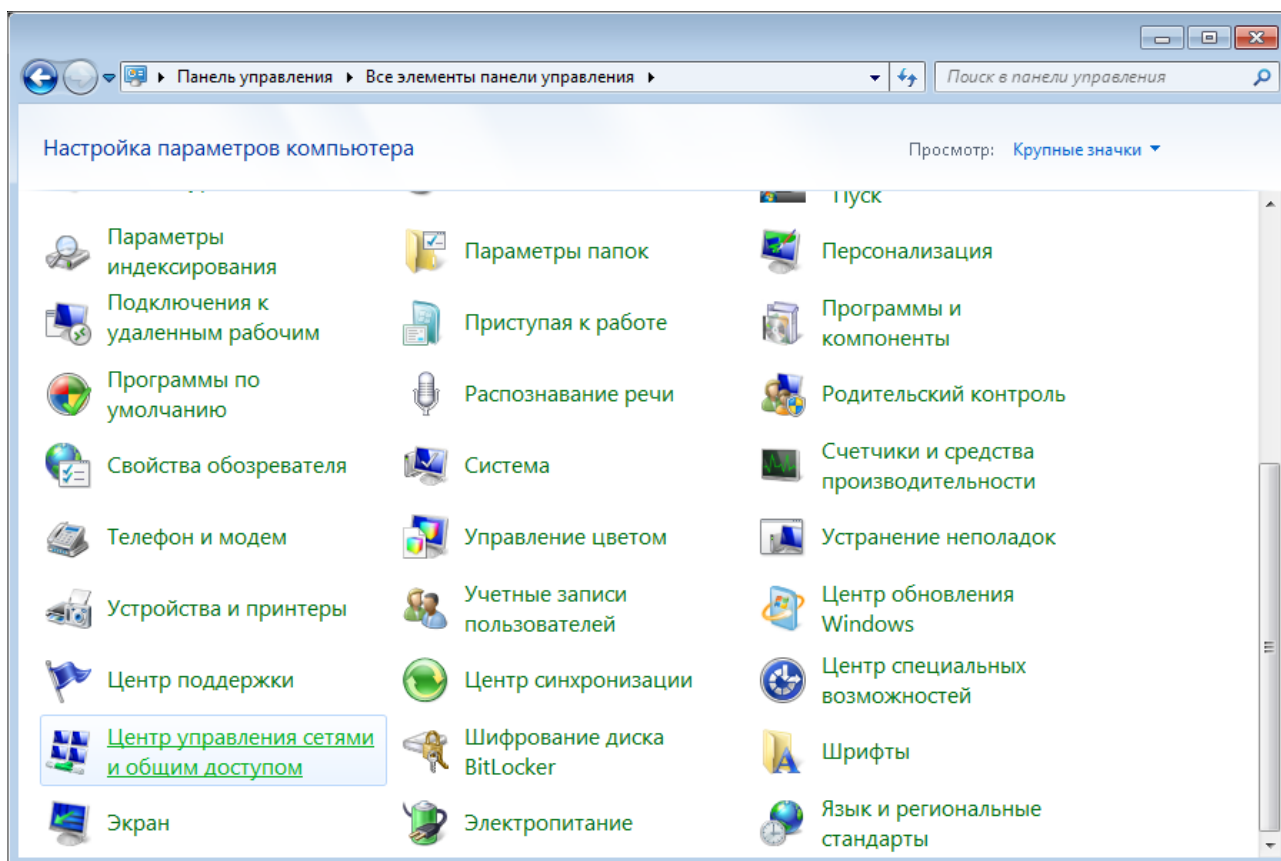 Панель управления ▸ Все элементы панели управления ▸
Поиск в панели управления
Настройка параметров компьютера
Просмотр: Крупные значки
Пуск
Параметры
индексирования
Параметры папок
Персонализация
Подключения к
удаленным рабочим
Приступая к работе
Программы и
компоненты
Программы по
умолчанию
Распознавание речи
Родительский контроль
Свойства обозревателя
Система
Счетчики и средства
производительности
Телефон и модем
Управление цветом
Устранение неполадок
Устройства и принтеры
Учетные записи
пользователей
Центр обновления
Windows
Центр поддержки
Центр синхронизации
Центр специальных
возможностей
Центр управления сетями
и общим доступом
Шифрование диска
BitLocker
Шрифты
Экран
Электропитание
Язык и региональные
стандарты